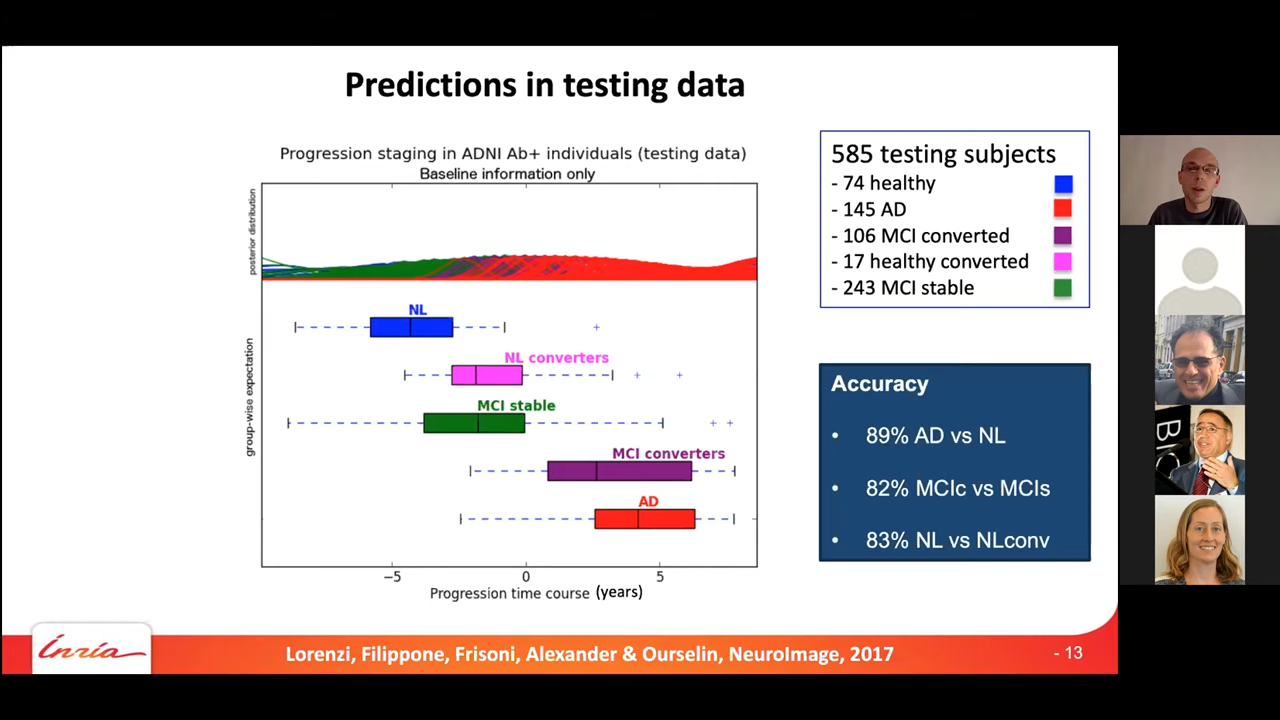 Predictions in testing data
Progression staging in ADNI Ab+ individuals (testing data)
Baseline information only
posterior distribution
group-wise expectation
NL
NL converters
MCI stable
MCI converters
AD
−5
0
5
Progression time course (years)
585 testing subjects
- 74 healthy
- 145 AD
- 106 MCI converted
- 17 healthy converted
- 243 MCI stable
Accuracy
• 89% AD vs NL
• 82% MCIc vs MCIs
• 83% NL vs NLconv
Inria
Lorenzi, Filippone, Frisoni, Alexander & Ourselin, NeuroImage, 2017
- 13